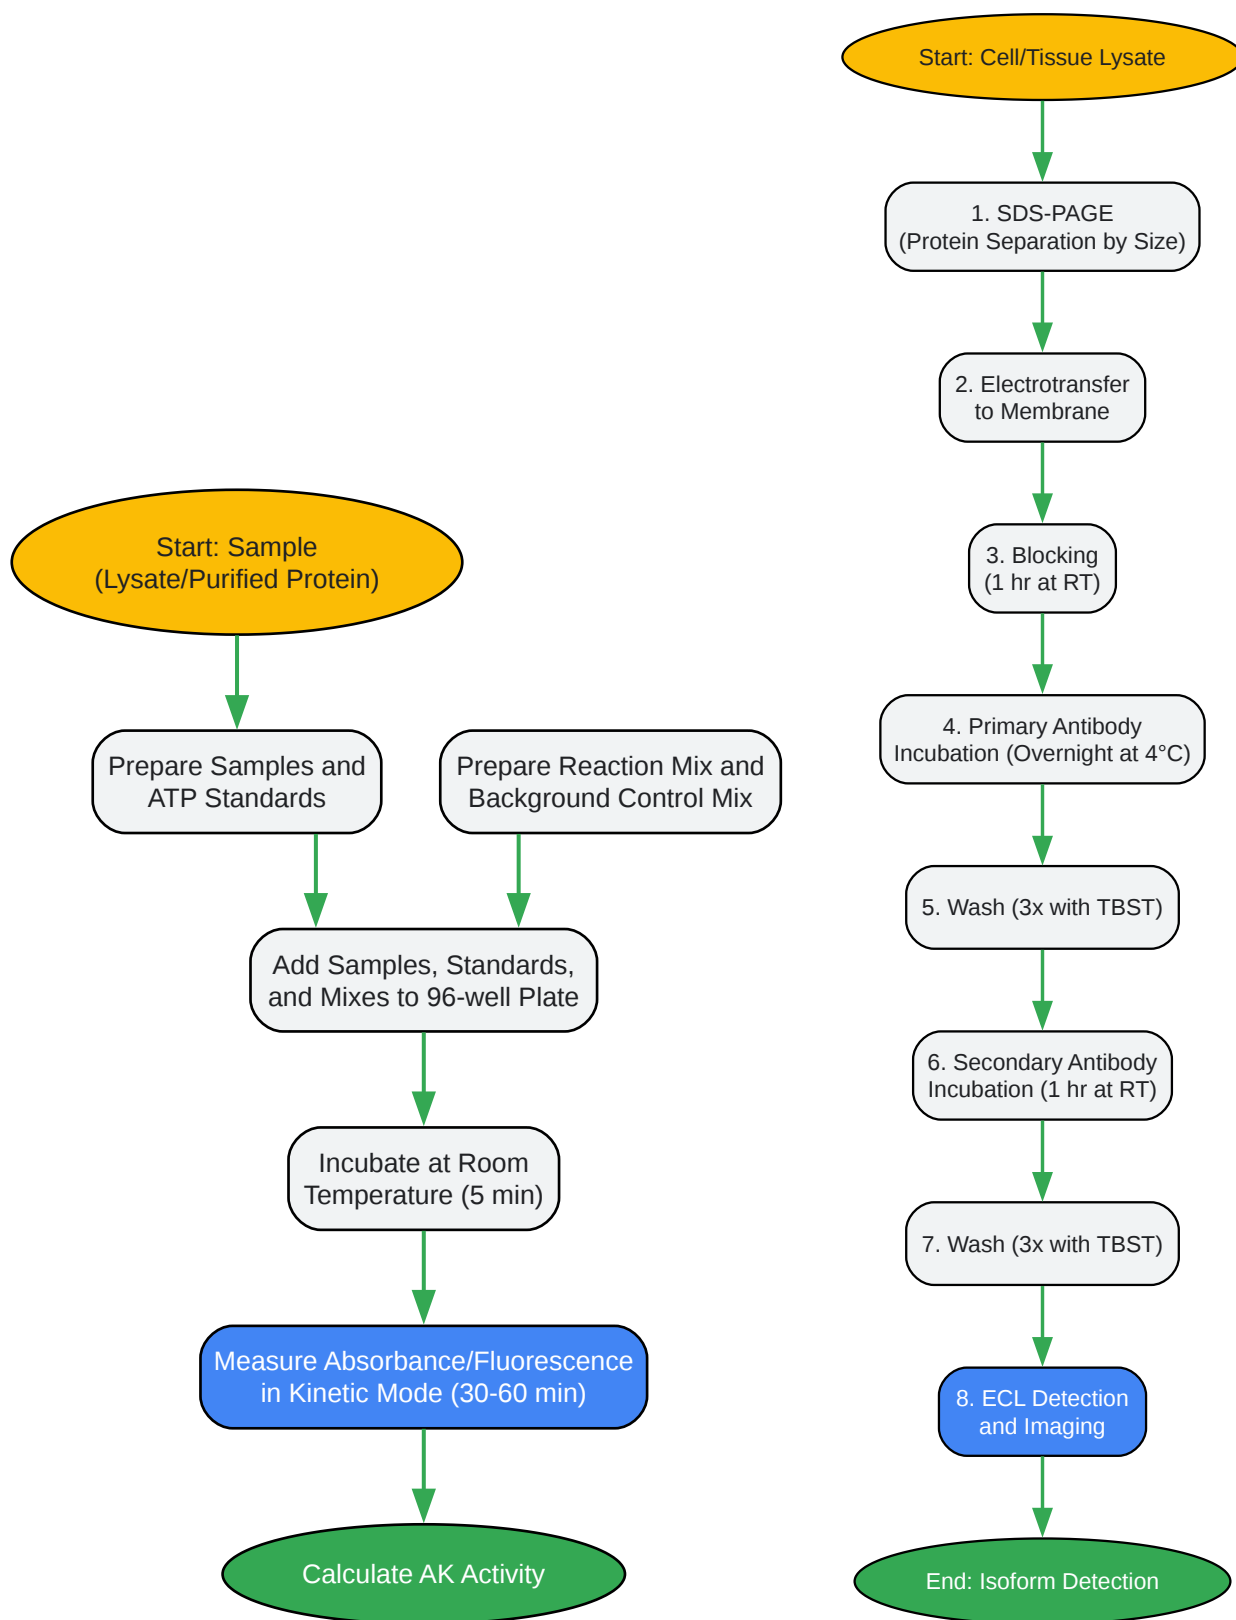 Start: Sample
(Lysate/Purified Protein)
Prepare Samples and
ATP Standards
Prepare Reaction Mix and
Background Control Mix
Add Samples, Standards,
and Mixes to 96-well Plate
Incubate at Room
Temperature (5 min)
Measure Absorbance/Fluorescence
in Kinetic Mode (30-60 min)
Calculate AK Activity
Start: Cell/Tissue Lysate
1. SDS-PAGE
(Protein Separation by Size)
2. Electrotransfer
to Membrane
3. Blocking
(1 hr at RT)
4. Primary Antibody
Incubation (Overnight at 4°C)
5. Wash (3x with TBST)
6. Secondary Antibody
Incubation (1 hr at RT)
7. Wash (3x with TBST)
8. ECL Detection
and Imaging
End: Isoform Detection